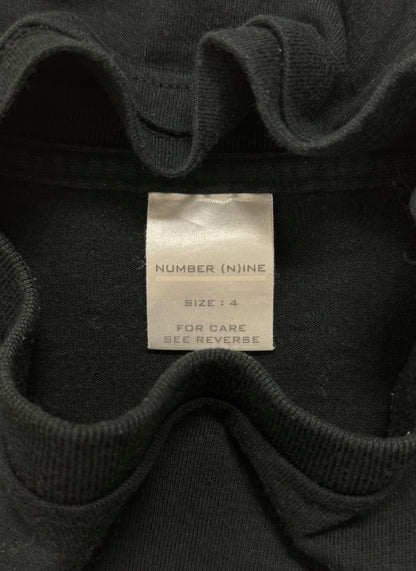 NUMBER (N)INE
SIZE : 4
FOR CARE
SEE REVERSE